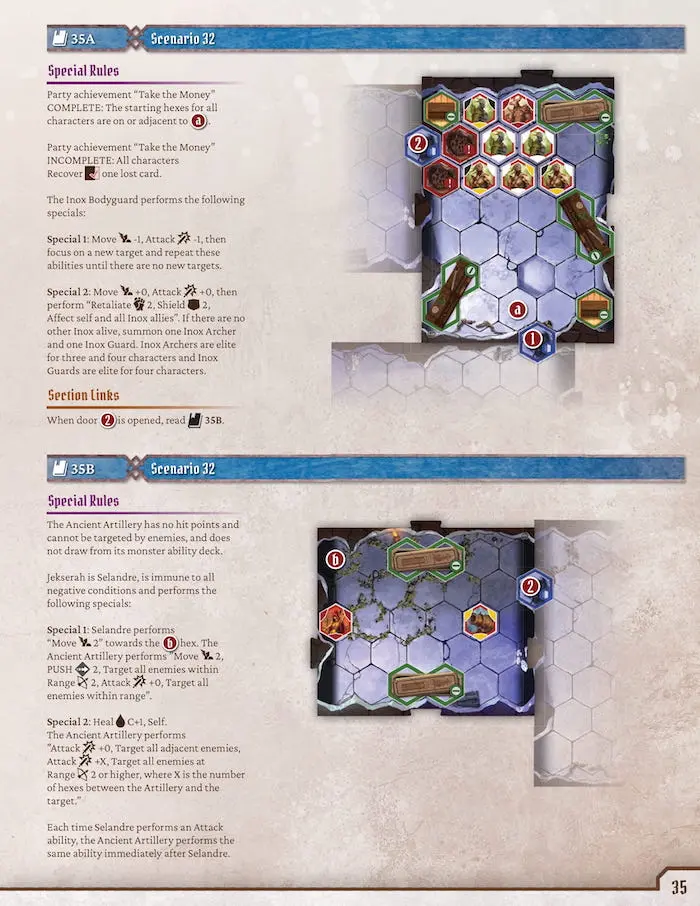 35A Scenario 32
Special Rules
Party achievement “Take the Money”
COMPLETE: The starting hexes for all
characters are on or adjacent to a.
Party achievement “Take the Money”
INCOMPLETE: All characters
Recover one lost card.
The Inox Bodyguard performs the following
specials:
Special 1: Move -1, Attack -1, then
focus on a new target and repeat these
abilities until there are no new targets.
Special 2: Move +0, Attack +0, then
perform “Retaliate 2, Shield 2,
Affect self and all Inox allies”. If there are no
other Inox alive, summon one Inox Archer
and one Inox Guard. Inox Archers are elite
for three and four characters and Inox
Guards are elite for four characters.
Section Links
When door 2 is opened, read 35B.
2
!
!
a
1
35B Scenario 32
Special Rules
The Ancient Artillery has no hit points and
cannot be targeted by enemies, and does
not draw from its monster ability deck.
Jekserah is Selandre, is immune to all
negative conditions and performs the
following specials:
Special 1: Selandre performs
“Move 2” towards the 6 hex. The
Ancient Artillery performs “Move 2,
PUSH 2, Target all enemies within
Range 2, Attack +0, Target all
enemies within range”.
Special 2: Heal C+1, Self.
The Ancient Artillery performs
“Attack +0, Target all adjacent enemies,
Attack +X, Target all enemies at
Range 2 or higher, where X is the number
of hexes between the Artillery and the
target.”
Each time Selandre performs an Attack
ability, the Ancient Artillery performs the
same ability immediately after Selandre.
6
2
35